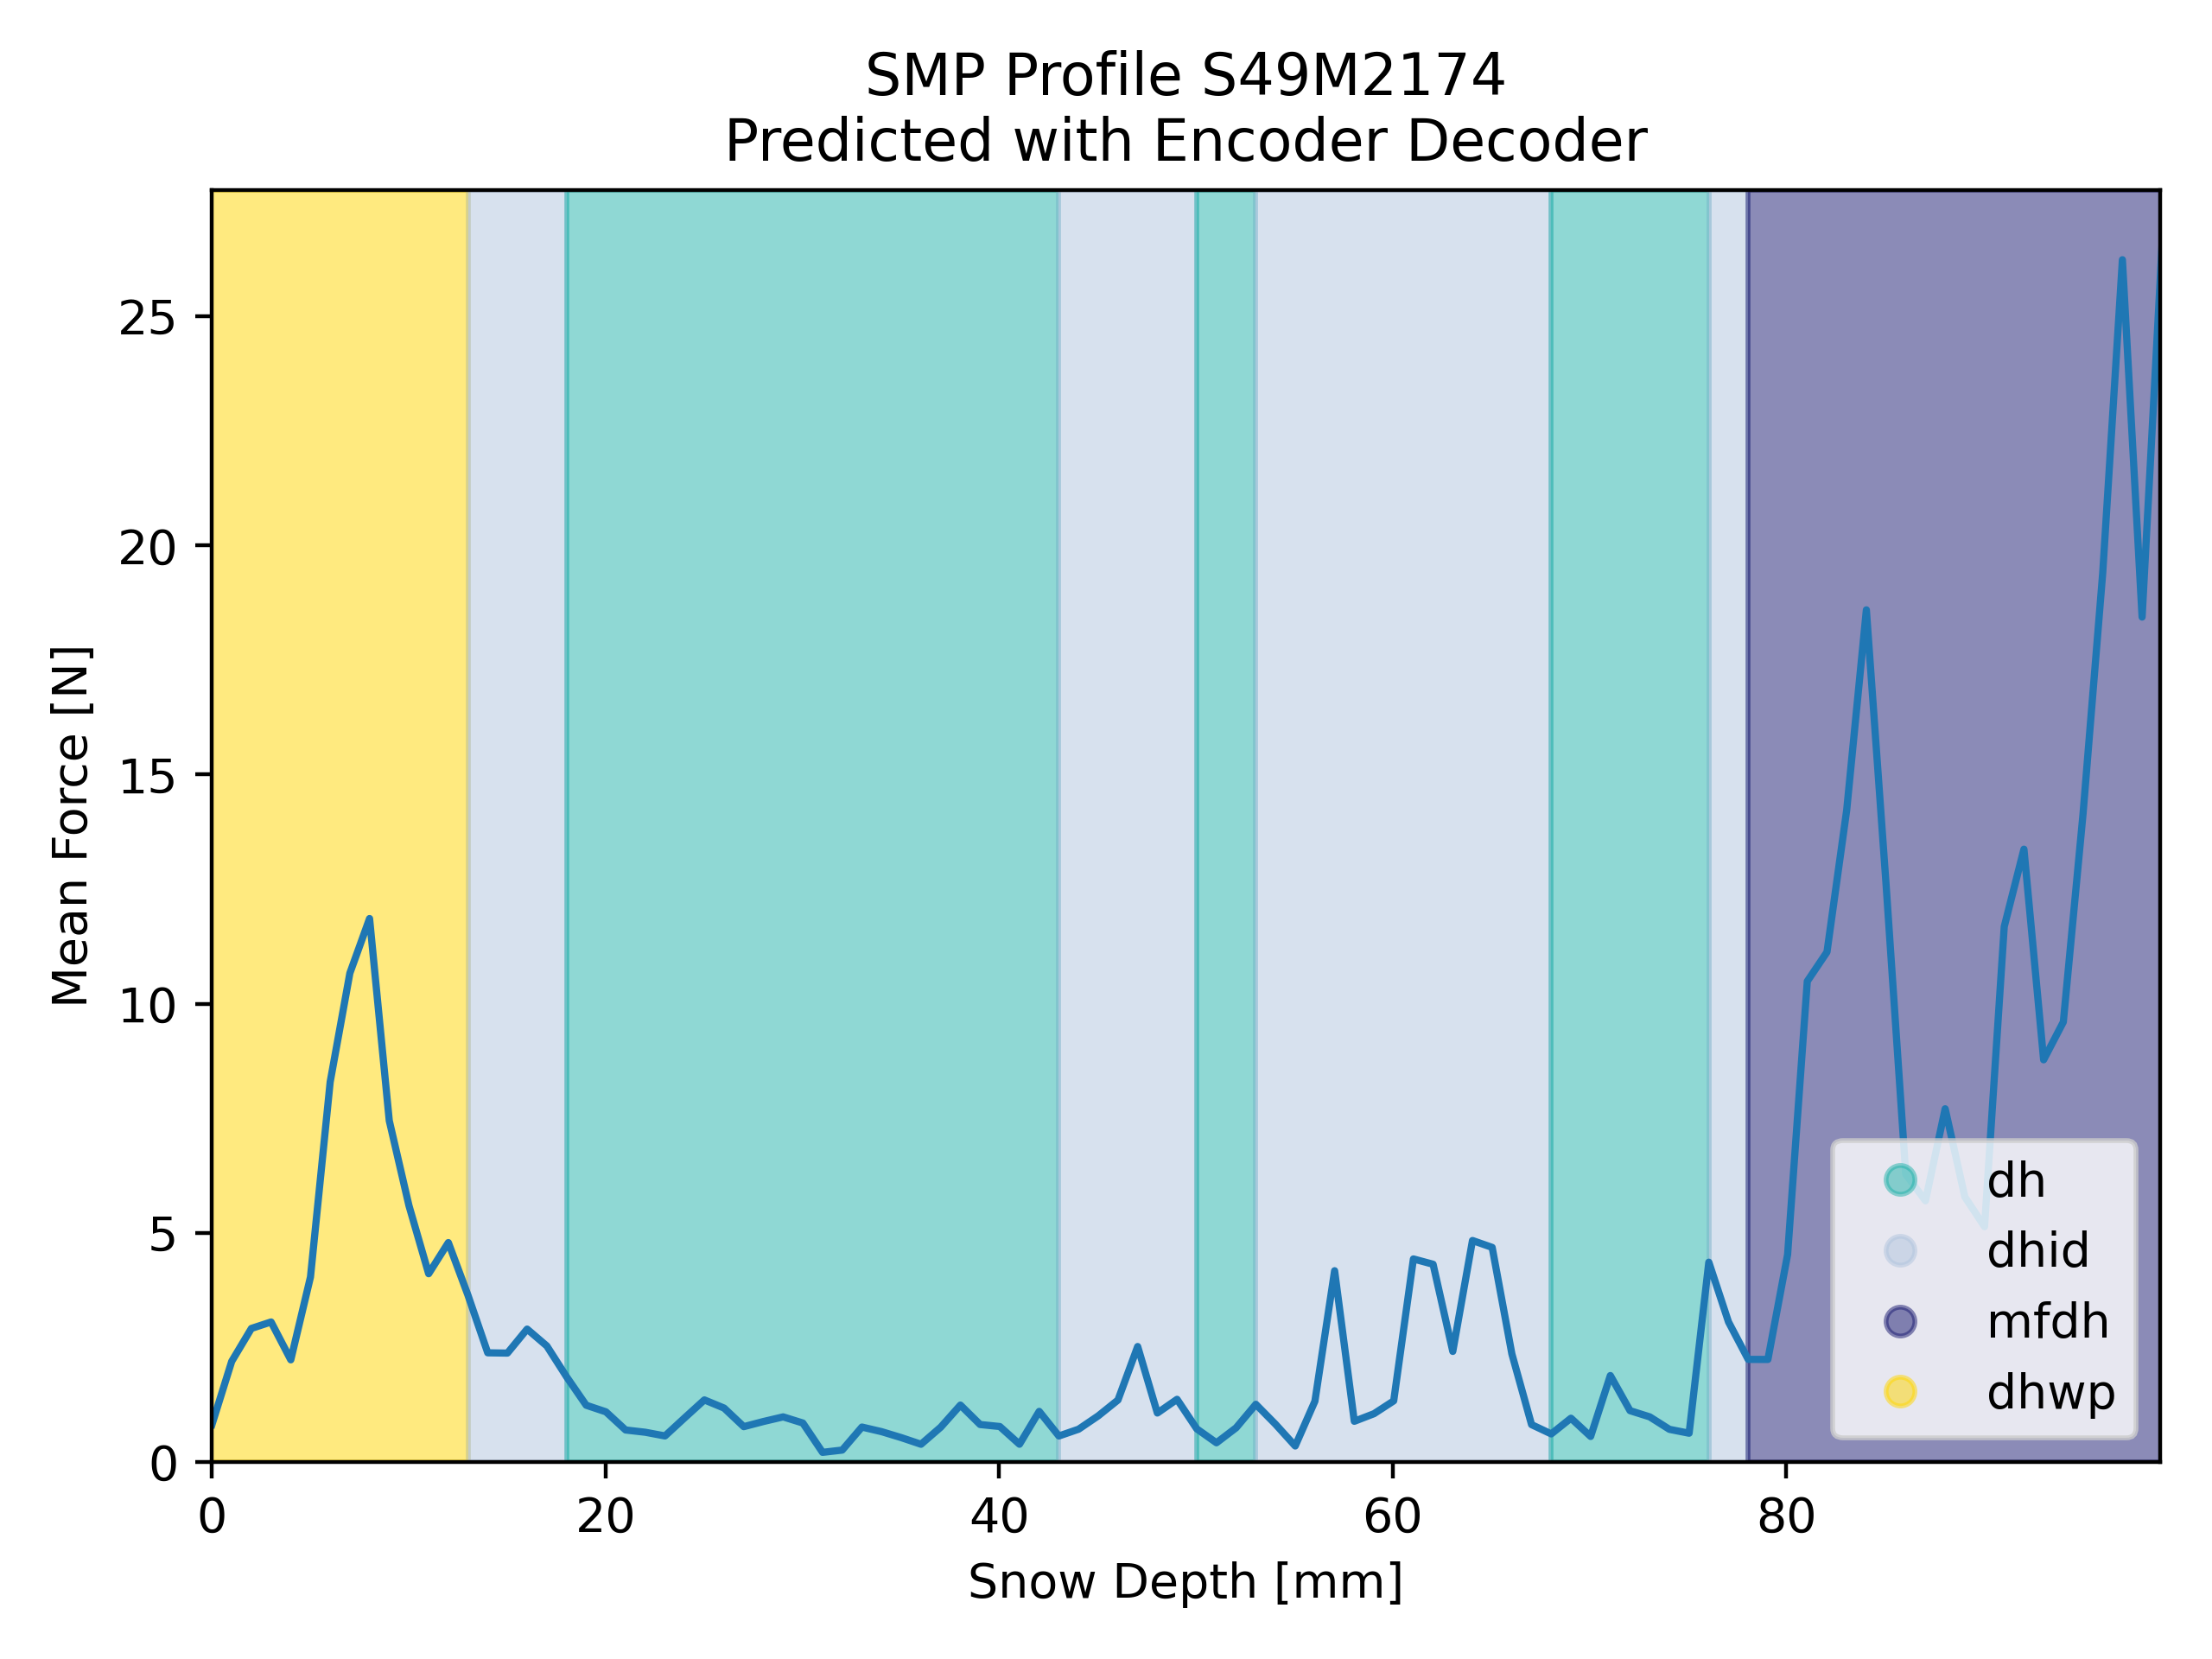 SMP Profile S49M2174
Predicted with Encoder Decoder
Mean Force [N]
25
20
15
10
5
0
0 20 40 60 80
Snow Depth [mm]
dh
dhid
mfdh
dhwp